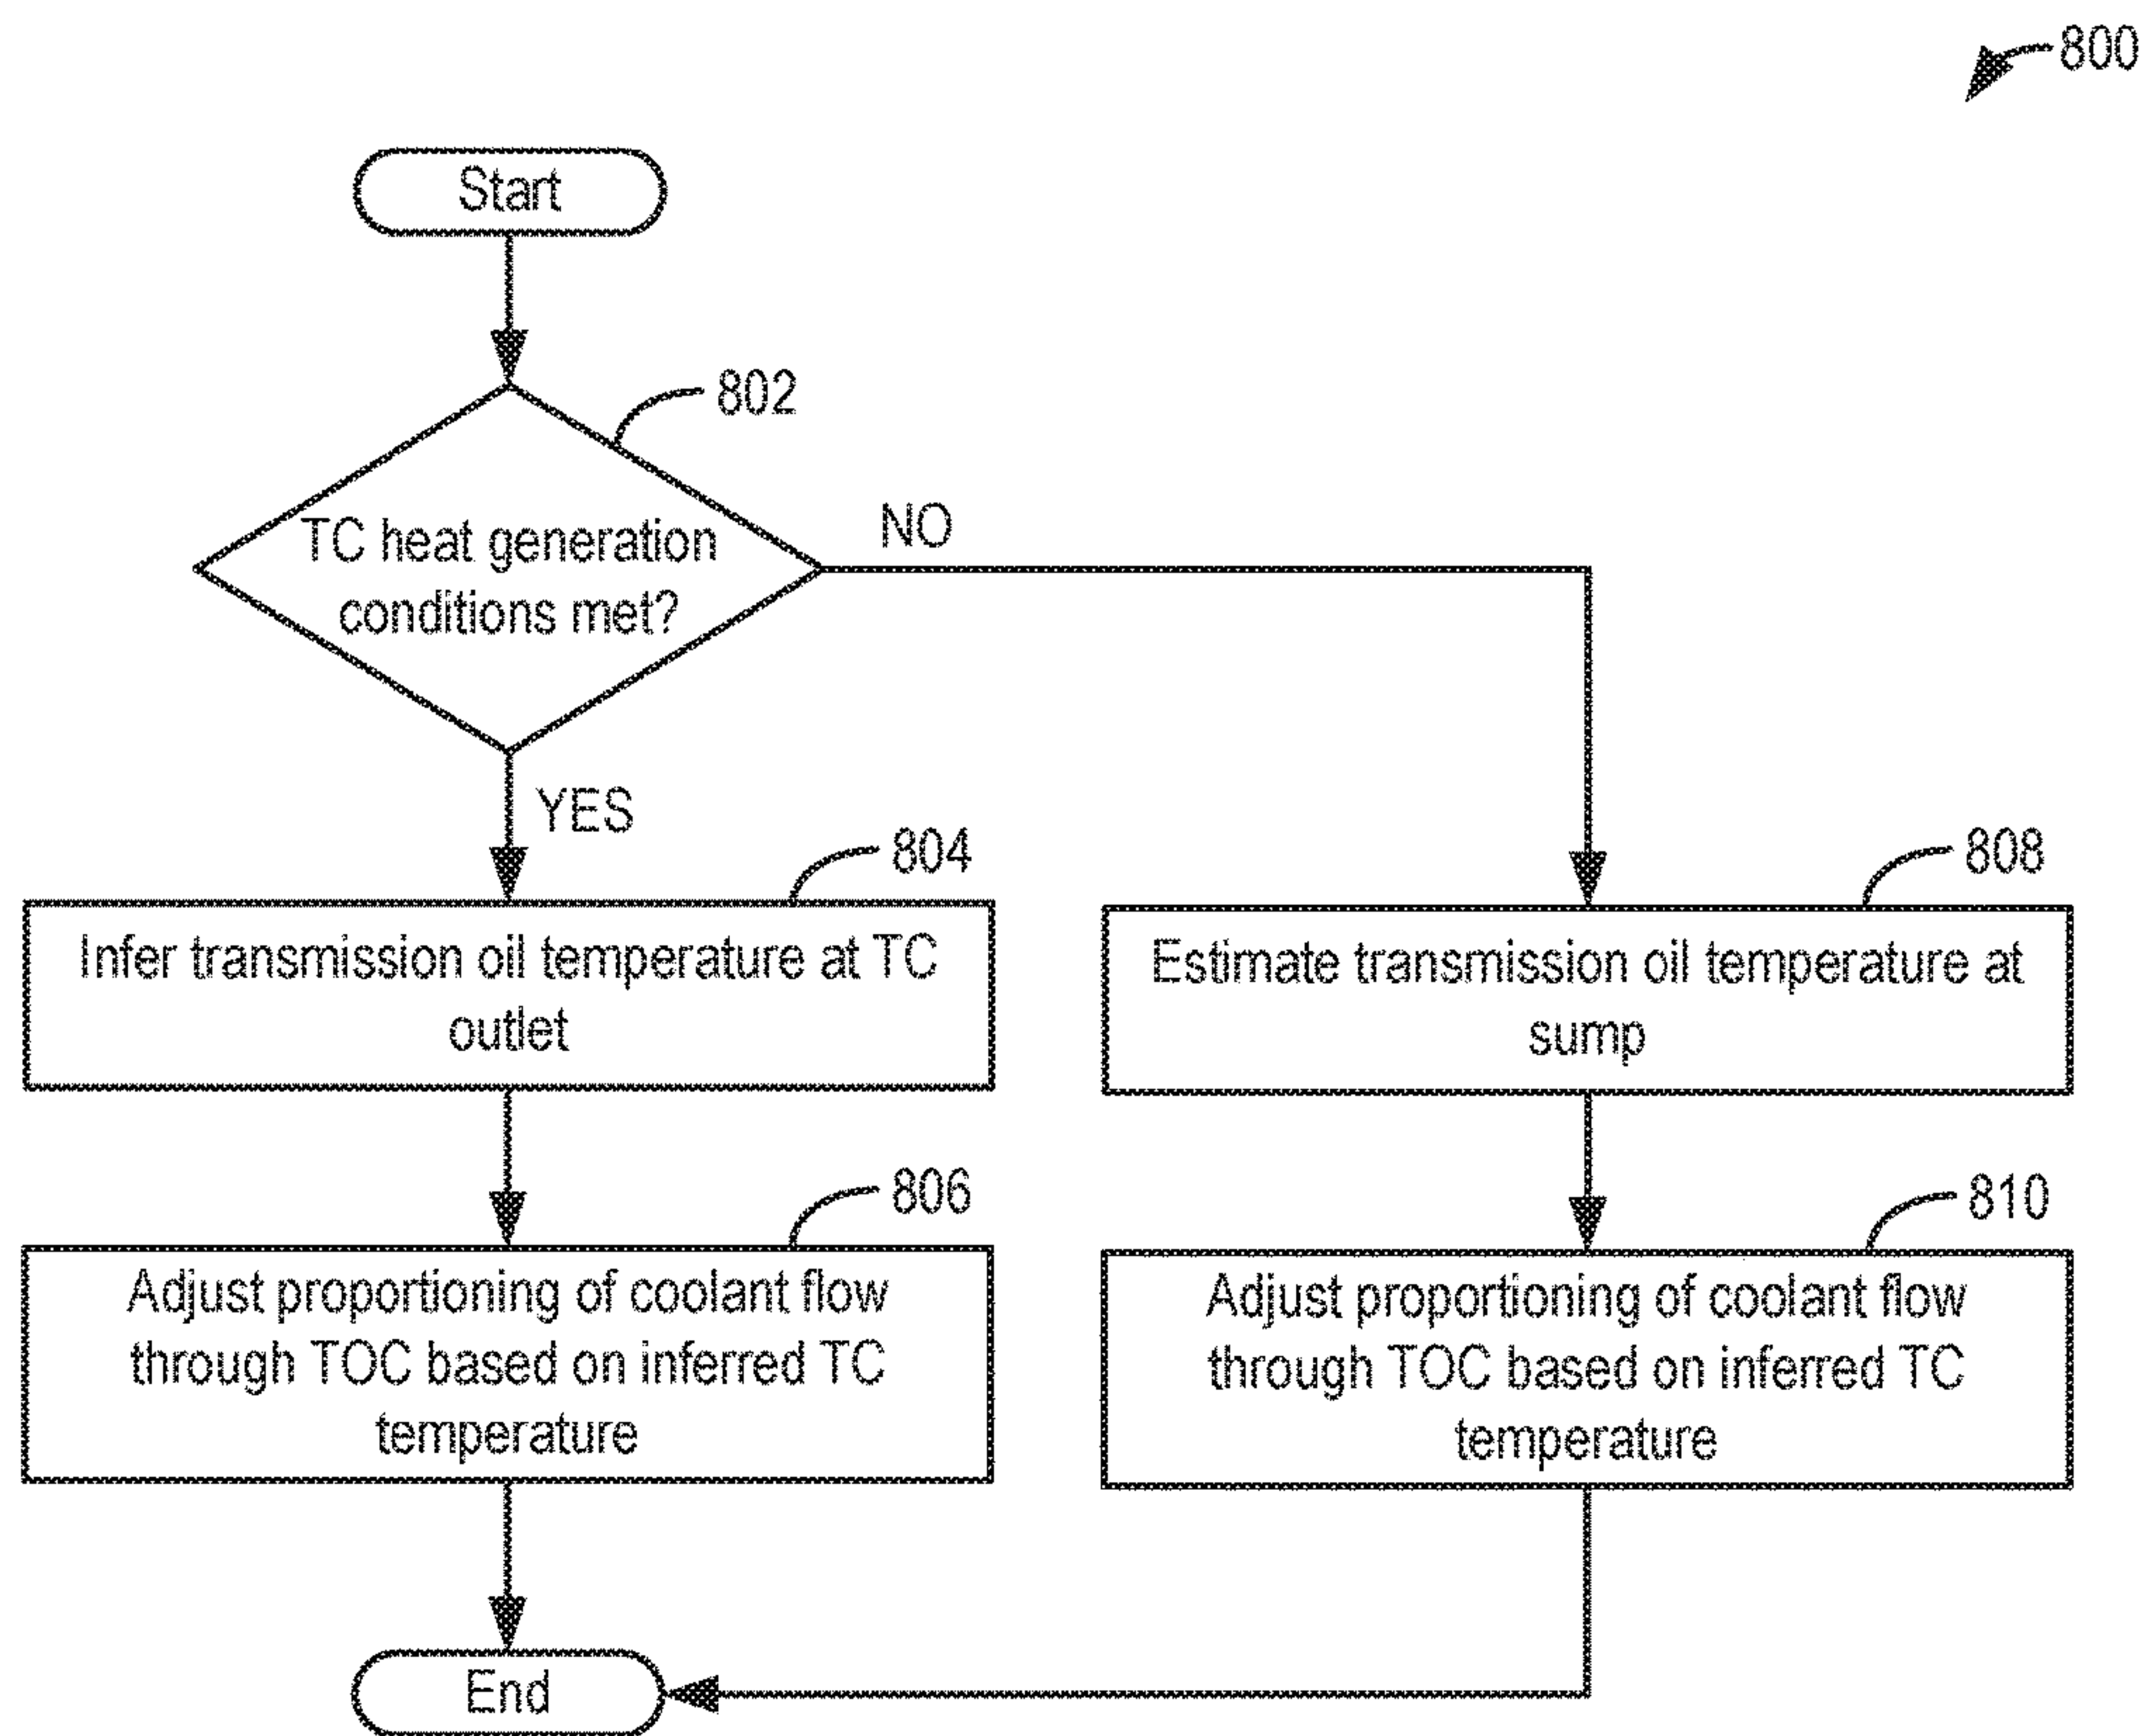 800
Start
802
TC heat generation
conditions met?
NO
YES
804
Infer transmission oil temperature at TC
outlet
808
Estimate transmission oil temperature at
sump
806
Adjust proportioning of coolant flow
through TOC based on inferred TC
temperature
810
Adjust proportioning of coolant flow
through TOC based on inferred TC
temperature
End